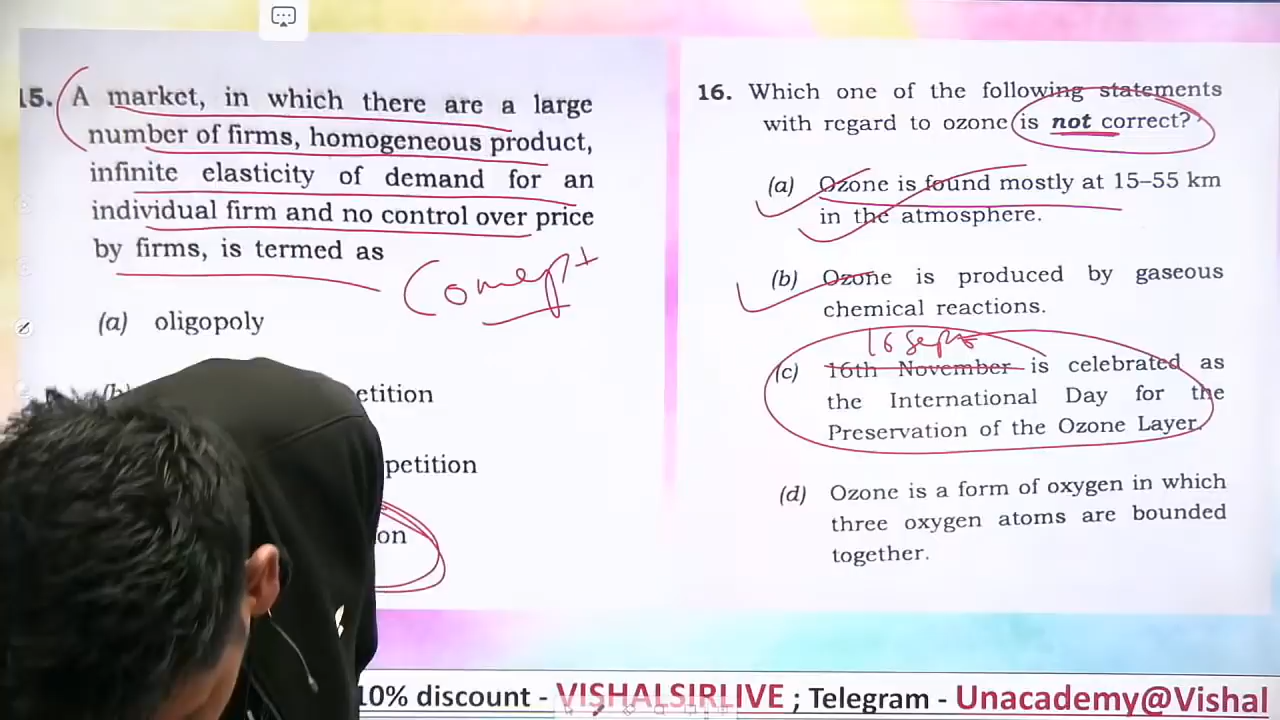 15. A market, in which there are a large
number of firms, homogeneous product,
infinite elasticity of demand for an
individual firm and no control over price
by firms, is termed as
Concept
(a) oligopoly
(b) etition
petition
on
16. Which one of the following statements
with regard to ozone is not correct?
(a) Ozone is found mostly at 15–55 km
in the atmosphere.
(b) Ozone is produced by gaseous
chemical reactions.
16 Sept
(c) 16th November is celebrated as
the International Day for the
Preservation of the Ozone Layer.
(d) Ozone is a form of oxygen in which
three oxygen atoms are bounded
together.
10% discount - VISHALSIRLIVE ; Telegram - Unacademy@Vishal